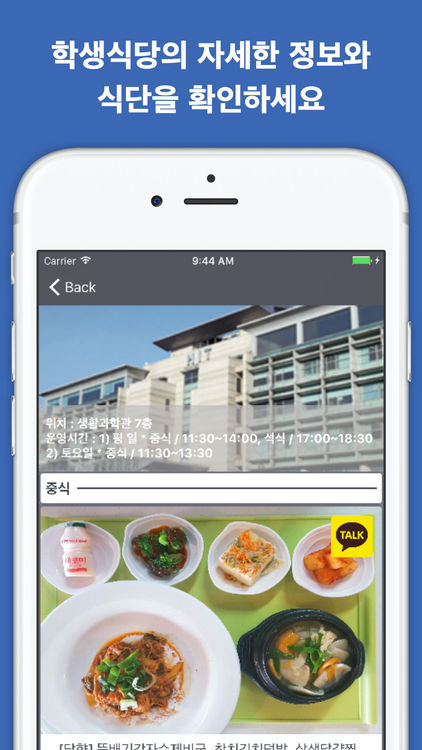 학생식당의 자세한 정보와
식단을 확인하세요
Carrier 9:44 AM
Back
HIT
위치 : 생활과학관 7층
운영시간 : 1) 평 일 * 중식 / 11:30~14:00, 석식 / 17:00~18:30
2) 토요일 * 중식 / 11:30~13:30
중식
TALK